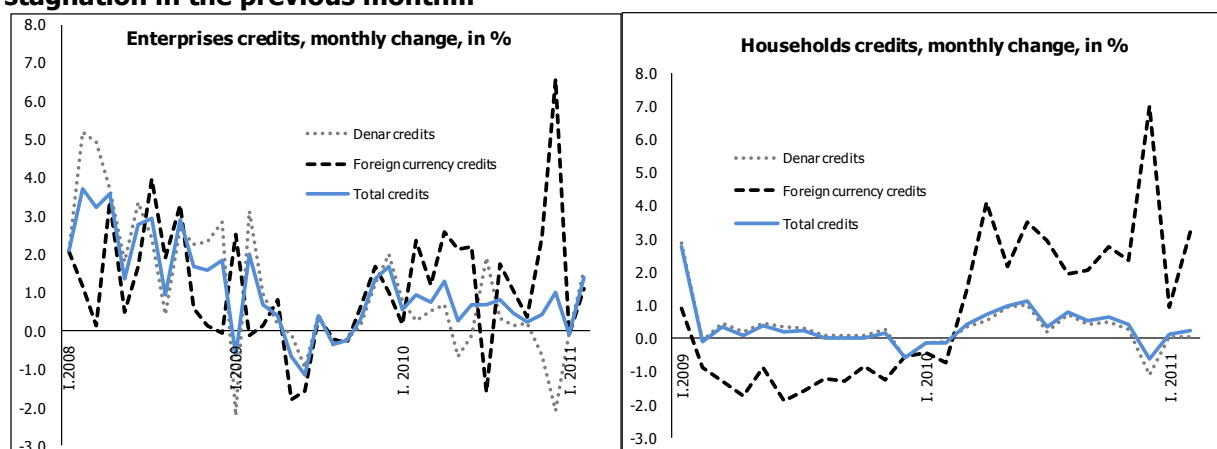 stagnation in the previous month...
Enterprises credits, monthly change, in %
8.0
7.0
6.0
5.0
4.0
3.0
2.0
1.0
0.0
-1.0
-2.0
-3.0
Denar credits
Foreign currency credits
Total credits
I.2008
I.2009
I. 2010
I. 2011
Households credits, monthly change, in %
8.0
7.0
6.0
5.0
4.0
3.0
2.0
1.0
0.0
-1.0
-2.0
-3.0
Denar credits
Foreign currency credits
Total credits
I.2009
I. 2010
I. 2011